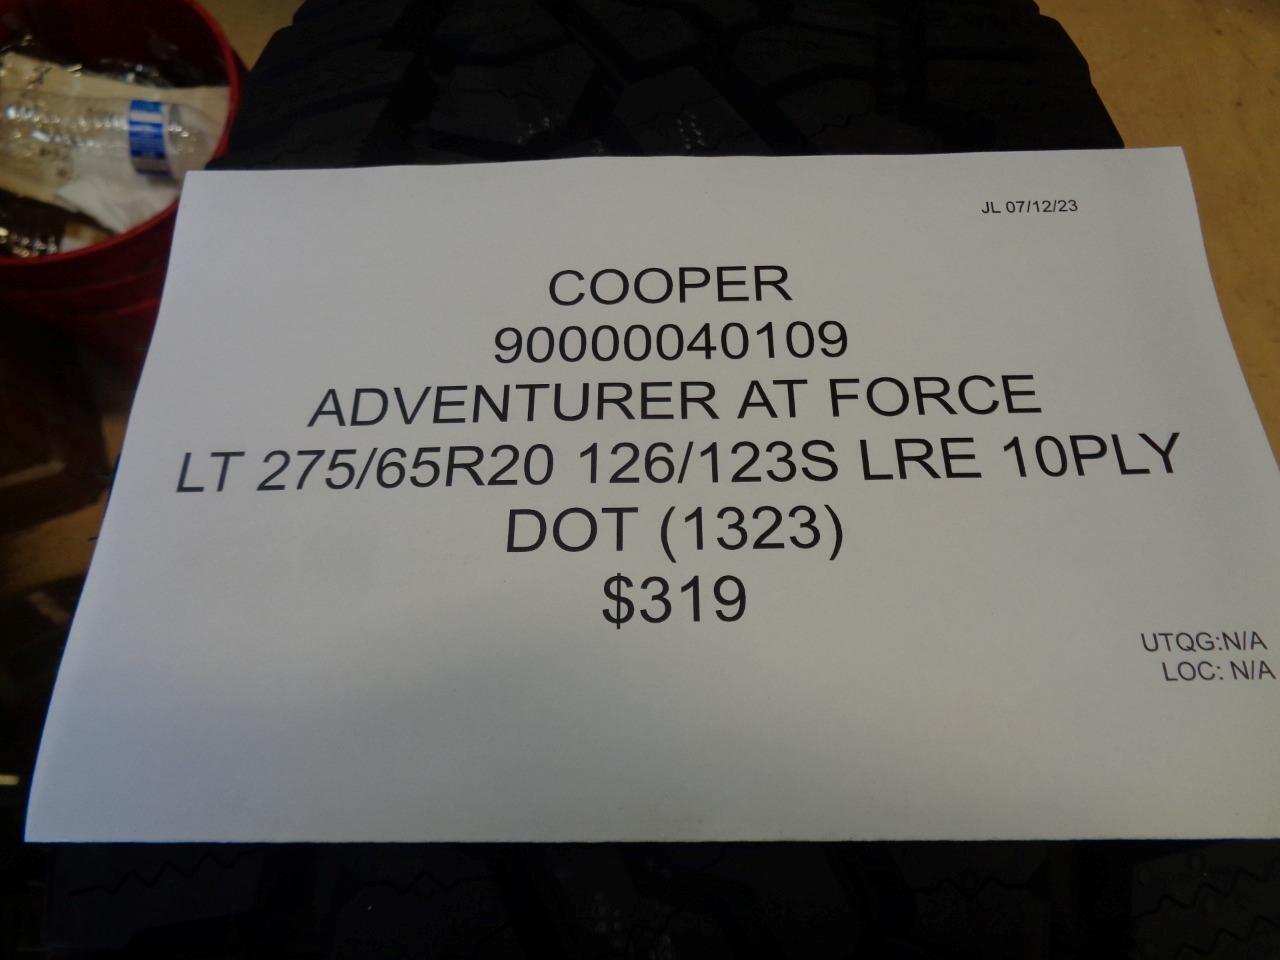 JL 07/12/23
COOPER
90000040109
ADVENTURER AT FORCE
LT 275/65R20 126/123S LRE 10PLY
DOT (1323)
$319
UTQG:N/A
LOC: N/A